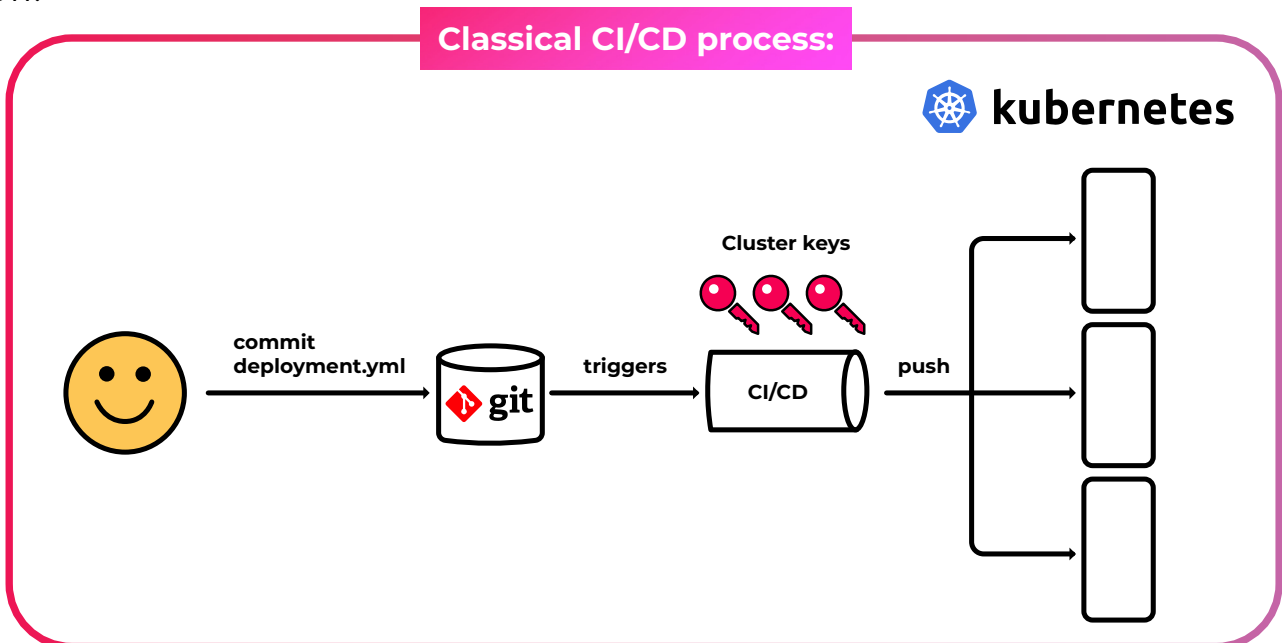 Classical CI/CD process:
kubernetes
Cluster keys
commit
deployment.yml
git
triggers
CI/CD
push